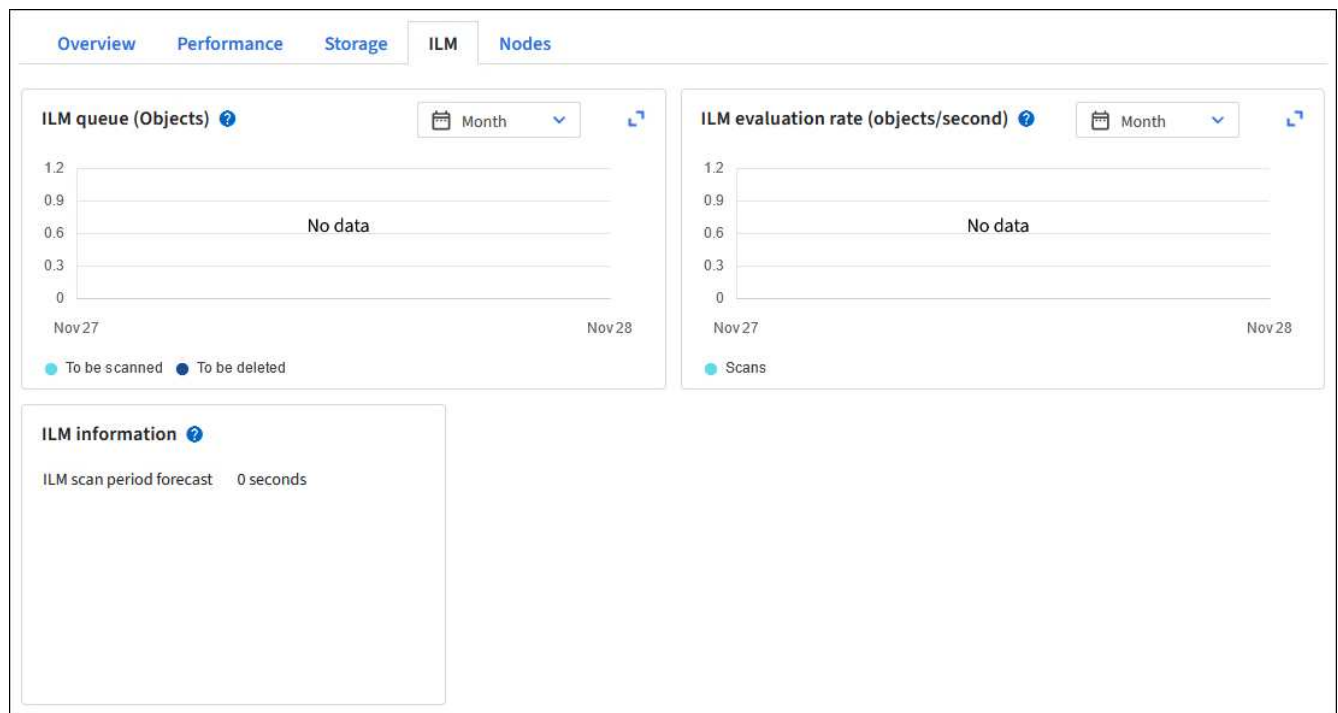 Overview Performance Storage ILM Nodes
ILM queue (Objects) ? Month
1.2
0.9
0.6
0.3
0
No data
Nov 27 Nov 28
To be scanned To be deleted
ILM evaluation rate (objects/second) ? Month
1.2
0.9
0.6
0.3
0
No data
Nov 27 Nov 28
Scans
ILM information ?
ILM scan period forecast 0 seconds